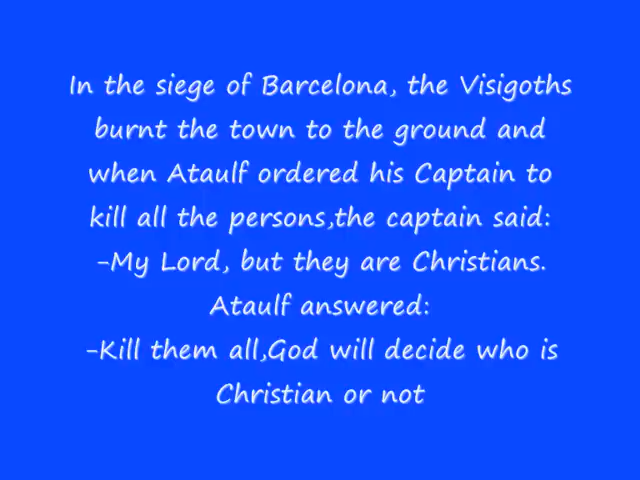 In the siege of Barcelona, the Visigoths
burnt the town to the ground and
when Ataulf ordered his Captain to
kill all the persons,the captain said:
-My Lord, but they are Christians.
Ataulf answered:
-Kill them all,God will decide who is
Christian or not